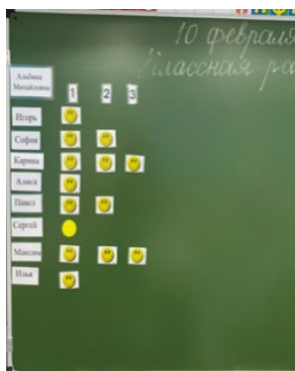 10 февраля
Классная ра
Альбина
Михайловна
1 2 3
Игорь
София
Карина
Алиса
Павел
Сергей
Максим
Илья